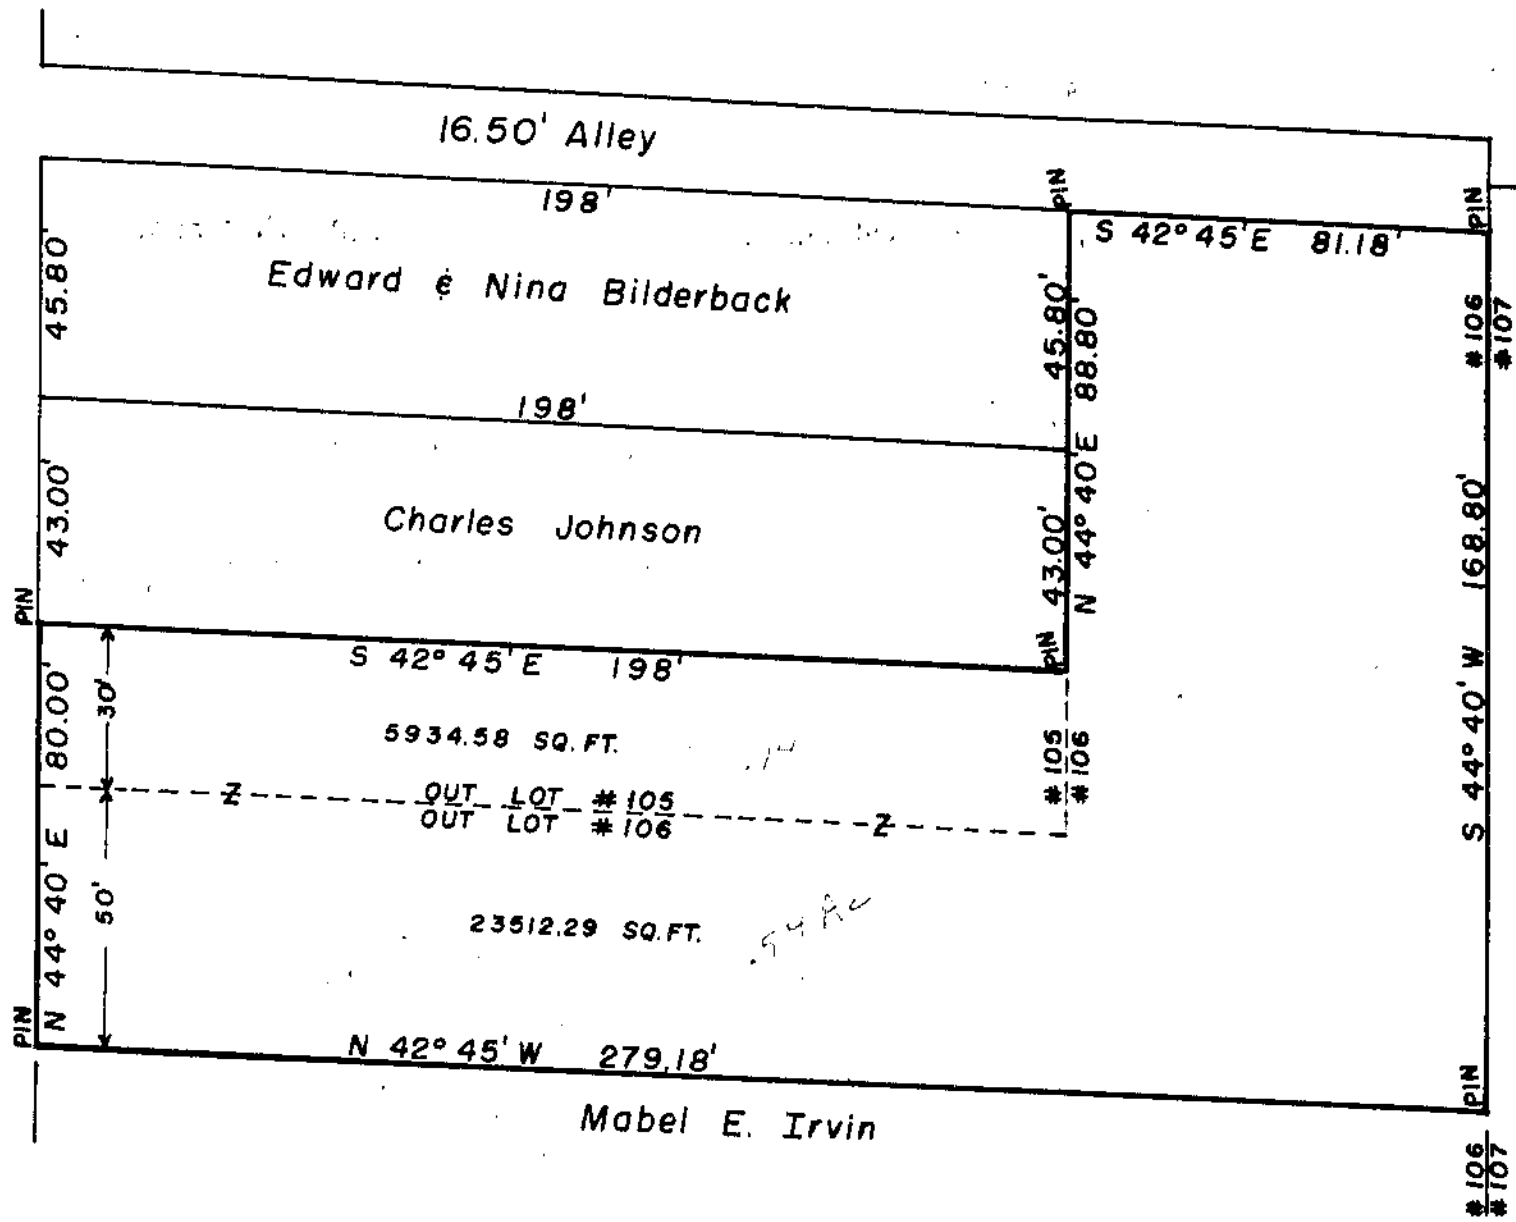 16.50' Alley
198'
PIN
PIN
S 42° 45' E 81.18'
45.80'
Edward & Nina Bilderback
45.80'
N 44° 40' E 88.80'
#106
#107
198'
43.00'
Charles Johnson
43.00'
S 44° 40' W 168.80'
PIN
PIN
S 42° 45' E 198'
N 44° 40' E 80.00'
30'
5934.58 SQ. FT.
.14
#105
#106
Z
OUT LOT #105
OUT LOT #106
Z
50'
23512.29 SQ. FT.
.54 Ac
PIN
N 42° 45' W 279.18'
PIN
Mabel E. Irvin
#106
#107